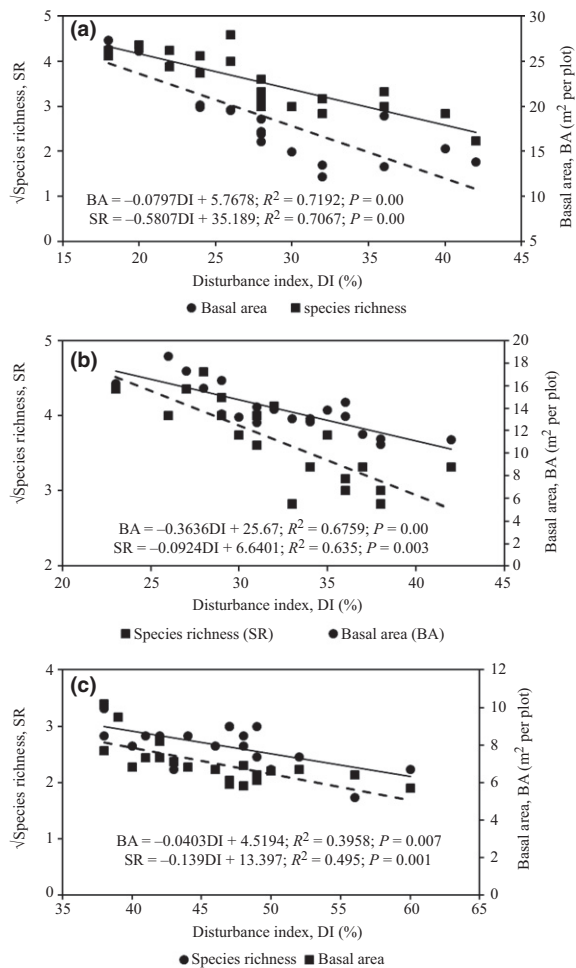 (a)
5
4
3
2
1
0
√Species richness, SR
30
25
20
15
10
5
Basal area, BA (m² per plot)
BA = –0.0797DI + 5.7678; R² = 0.7192; P = 0.00
SR = –0.5807DI + 35.189; R² = 0.7067; P = 0.00
15 20 25 30 35 40 45
Disturbance index, DI (%)
Basal area species richness
(b)
5
4
3
2
√Species richness, SR
20
18
16
14
12
10
8
6
4
2
0
Basal area, BA (m² per plot)
BA = –0.3636DI + 25.67; R² = 0.6759; P = 0.00
SR = –0.0924DI + 6.6401; R² = 0.635; P = 0.003
20 25 30 35 40 45
Disturbance index, DI (%)
Species richness (SR) Basal area (BA)
(c)
4
3
2
1
0
√Species richness, SR
12
10
8
6
4
2
0
Basal area, BA (m² per plot)
BA = –0.0403DI + 4.5194; R² = 0.3958; P = 0.007
SR = –0.139DI + 13.397; R² = 0.495; P = 0.001
35 40 45 50 55 60 65
Disturbance index, DI (%)
Species richness Basal area